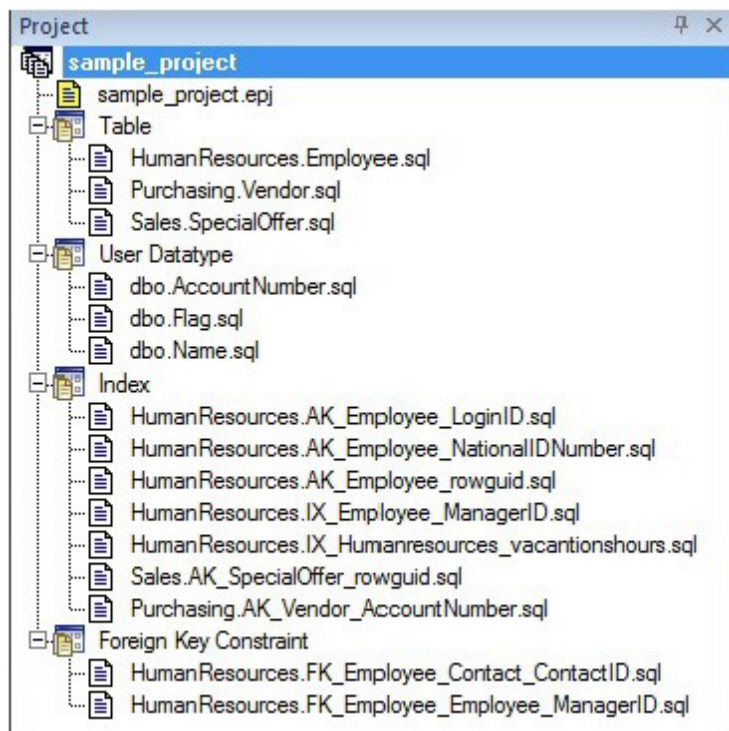 Project
sample_project
sample_project.epj
Table
HumanResources.Employee.sql
Purchasing.Vendor.sql
Sales.SpecialOffer.sql
User Datatype
dbo.AccountNumber.sql
dbo.Flag.sql
dbo.Name.sql
Index
HumanResources.AK_Employee_LoginID.sql
HumanResources.AK_Employee_NationalIDNumber.sql
HumanResources.AK_Employee_rowguid.sql
HumanResources.IX_Employee_ManagerID.sql
HumanResources.IX_Humanresources_vacantionshours.sql
Sales.AK_SpecialOffer_rowguid.sql
Purchasing.AK_Vendor_AccountNumber.sql
Foreign Key Constraint
HumanResources.FK_Employee_Contact_ContactID.sql
HumanResources.FK_Employee_Employee_ManagerID.sql